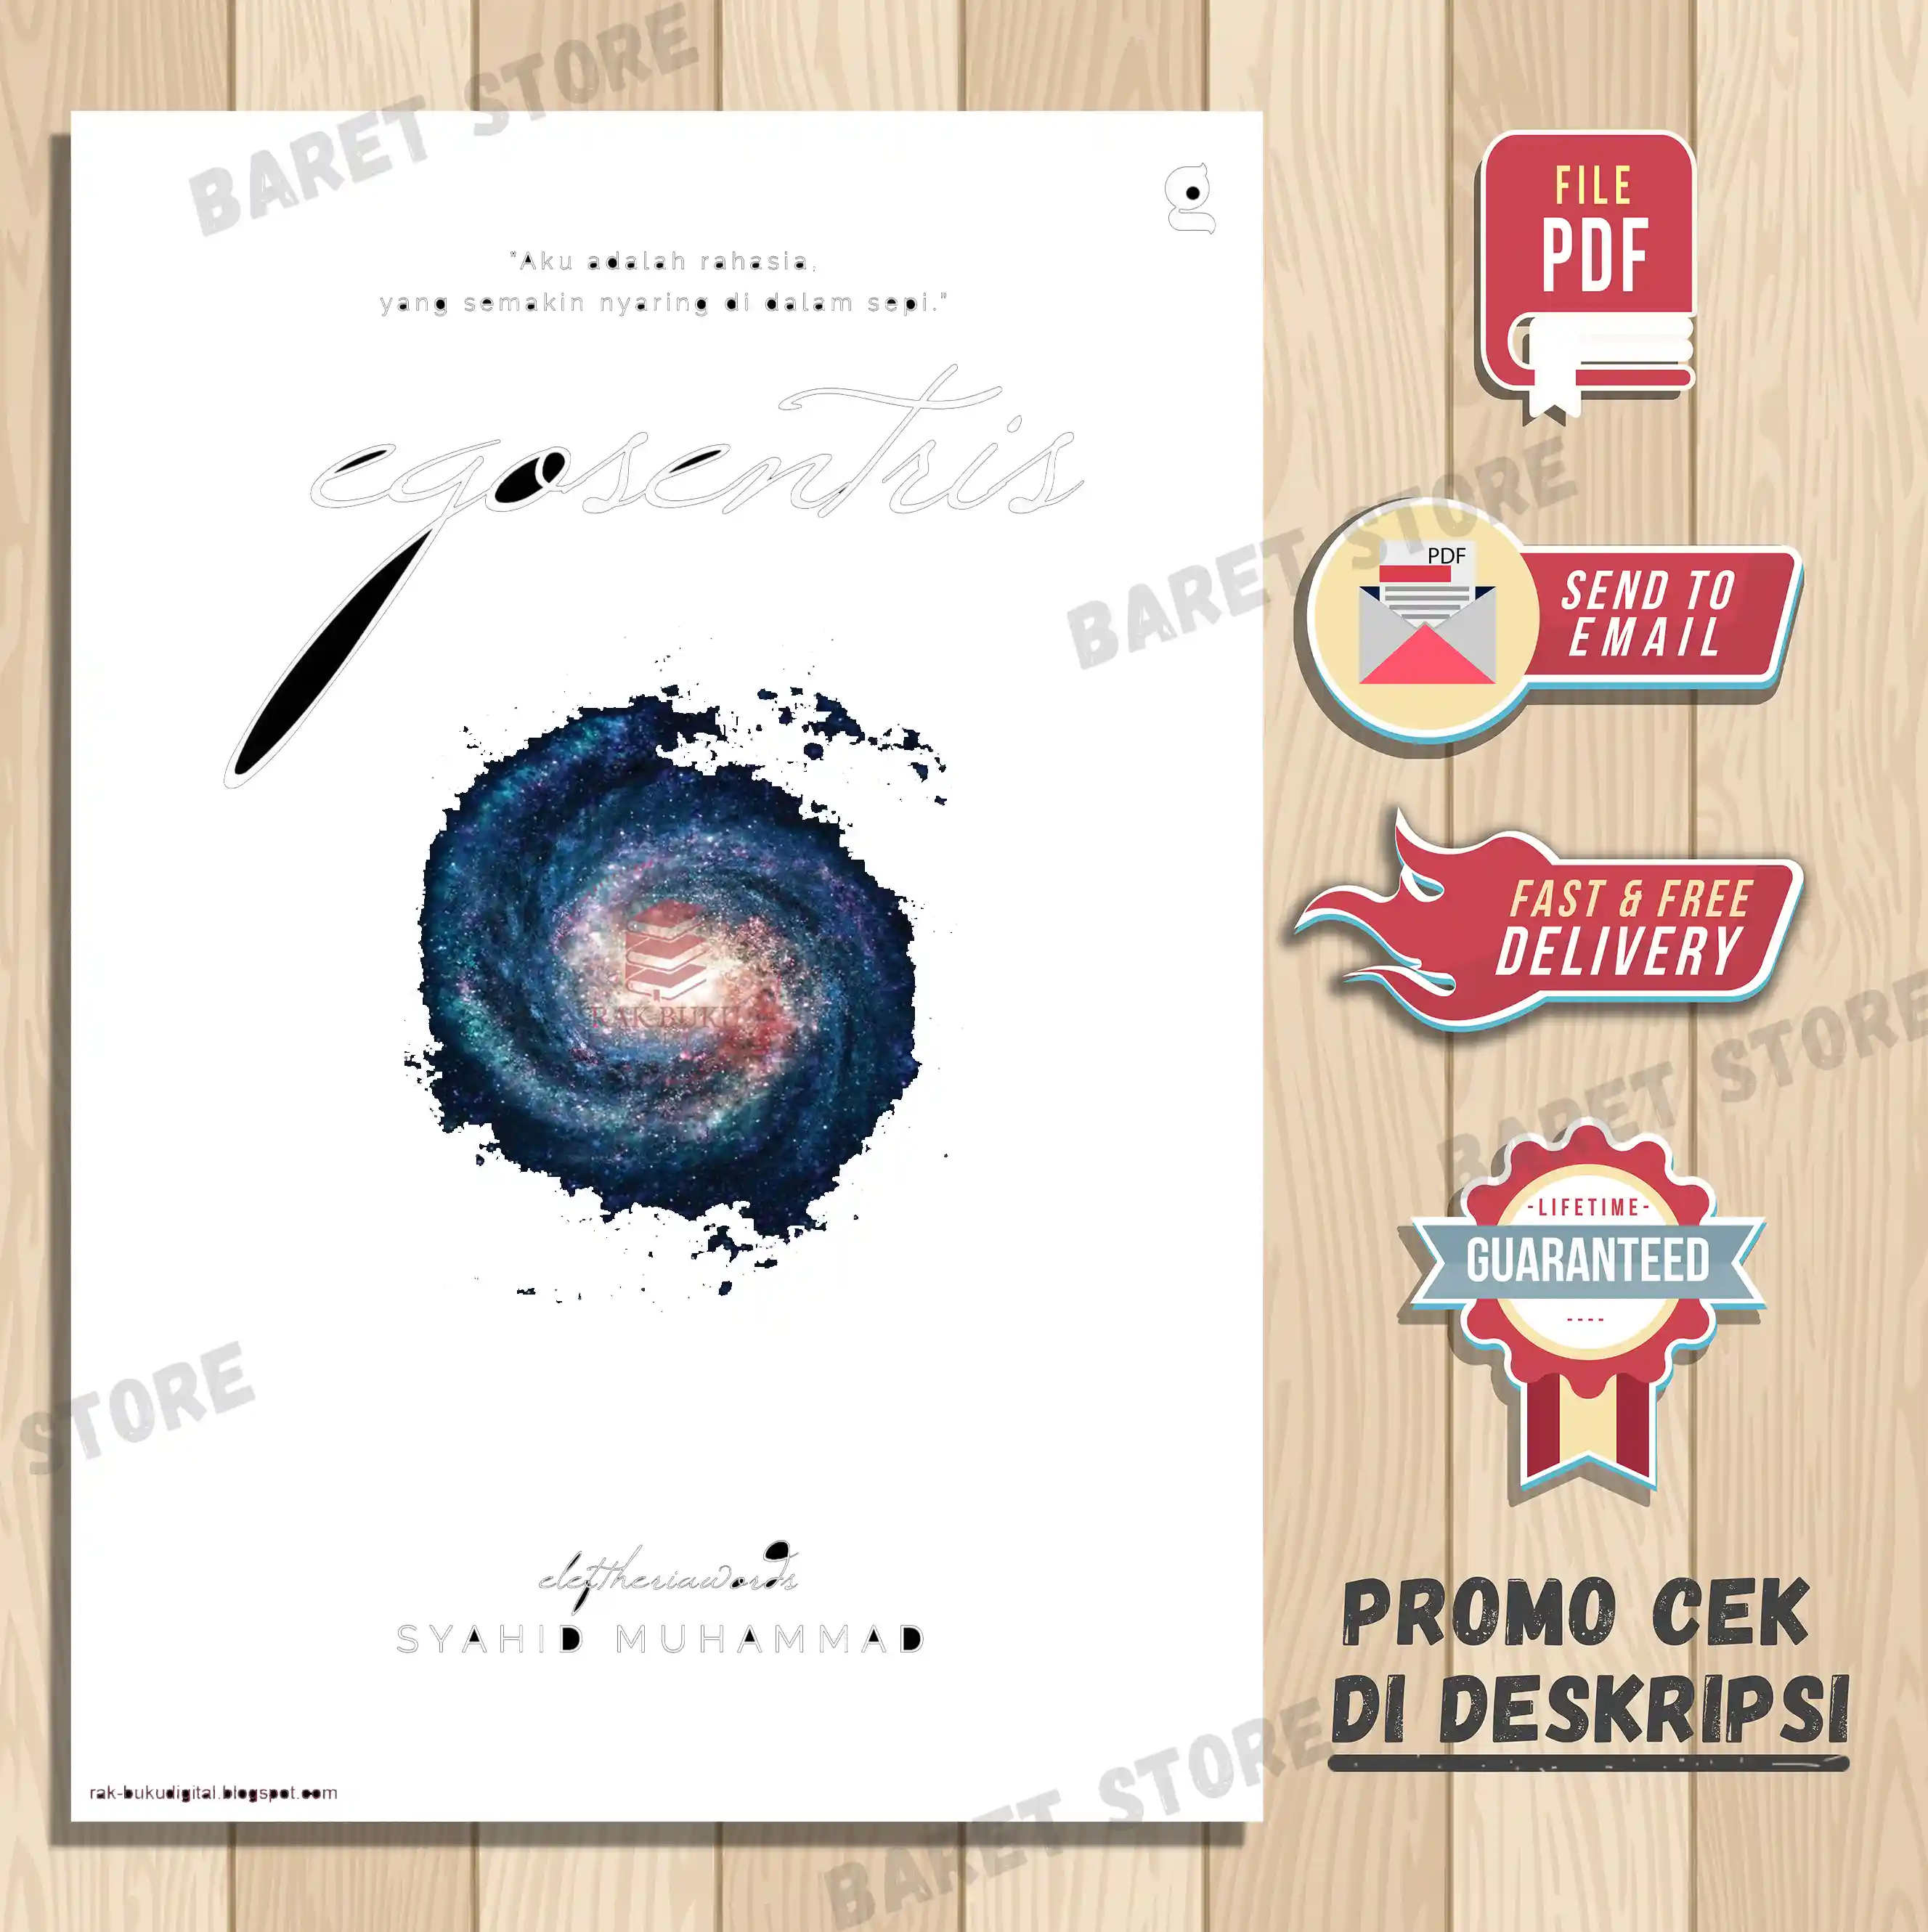 BARET STORE
g
"Aku adalah rahasia,
yang semakin nyaring di dalam sepi."
egosentris
RAK BUKU
eleftheriawords
SYAHID MUHAMMAD
rak-bukudigital.blogspot.com
FILE
PDF
BARET STORE
PDF
SEND TO
EMAIL
FAST & FREE
DELIVERY
BARET STORE
-LIFETIME-
GUARANTEED
STORE
PROMO CEK
DI DESKRIPSI
BARET STORE